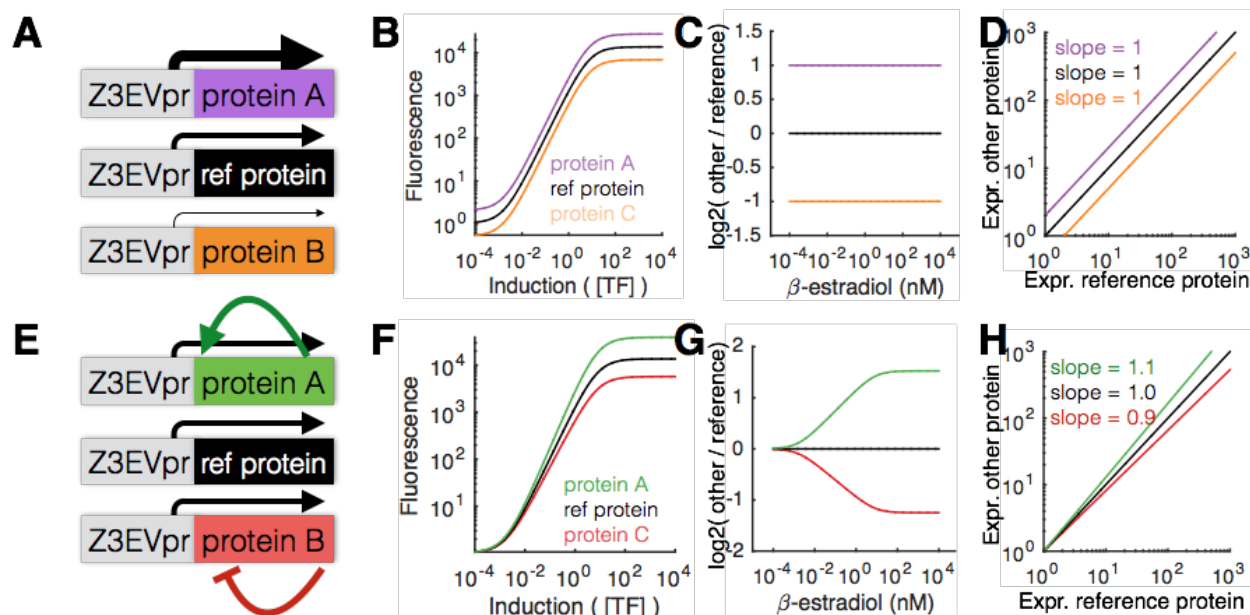 A
Z3EVpr protein A
Z3EVpr ref protein
Z3EVpr protein B
B
Fluorescence
10^4
10^3
10^2
10^1
10^0
protein A
ref protein
protein C
10^-4 10^-2 10^0 10^2 10^4
Induction ( [TF] )
C
log2( other / reference)
1.5
1
0.5
0
-0.5
-1
-1.5
10^-4 10^-2 10^0 10^2 10^4
β-estradiol (nM)
D
Expr. other protein
10^3
10^2
10^1
10^0
slope = 1
slope = 1
slope = 1
10^0 10^1 10^2 10^3
Expr. reference protein
E
Z3EVpr protein A
Z3EVpr ref protein
Z3EVpr protein B
F
Fluorescence
10^4
10^3
10^2
10^1
protein A
ref protein
protein C
10^-4 10^-2 10^0 10^2 10^4
Induction ( [TF] )
G
log2( other / reference)
2
1
0
-1
-2
10^-4 10^-2 10^0 10^2 10^4
β-estradiol (nM)
H
Expr. other protein
10^3
10^2
10^1
10^0
slope = 1.1
slope = 1.0
slope = 0.9
10^0 10^1 10^2 10^3
Expr. reference protein